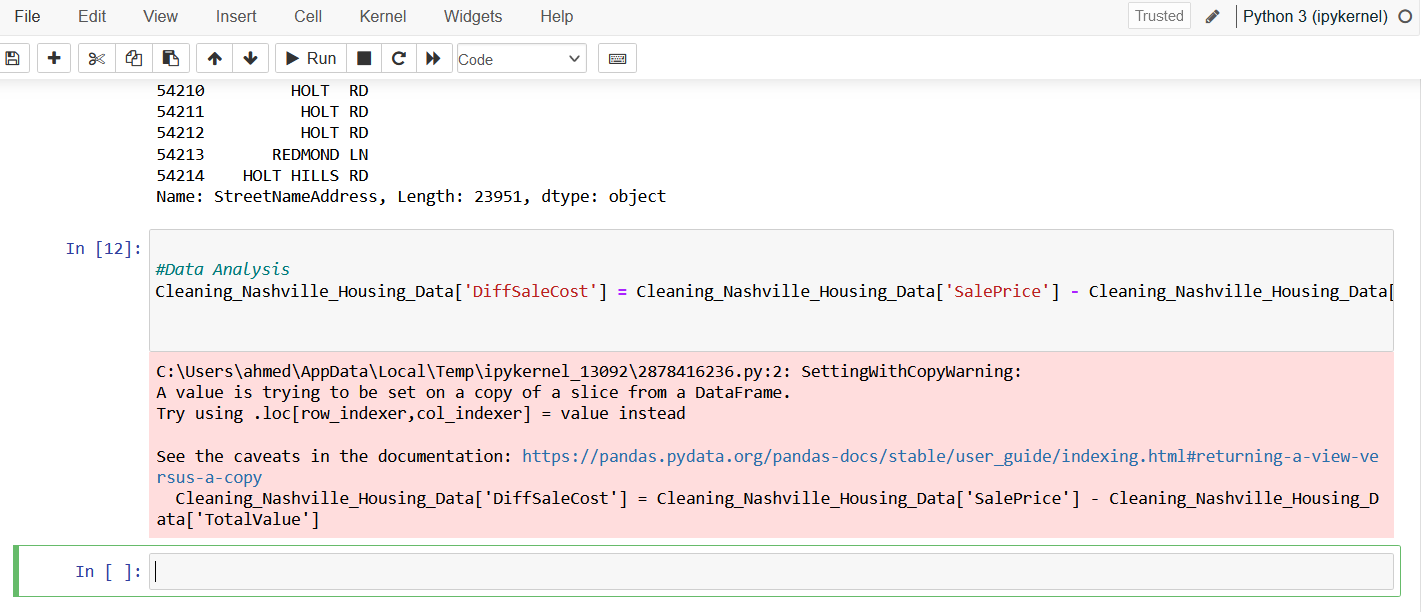 File Edit View Insert Cell Kernel Widgets Help Trusted Python 3 (ipykernel)
Run Code
54210         HOLT  RD
54211          HOLT RD
54212          HOLT RD
54213       REDMOND LN
54214    HOLT HILLS RD
Name: StreetNameAddress, Length: 23951, dtype: object
In [12]:
#Data Analysis
Cleaning_Nashville_Housing_Data['DiffSaleCost'] = Cleaning_Nashville_Housing_Data['SalePrice'] - Cleaning_Nashville_Housing_Data[
C:\Users\ahmed\AppData\Local\Temp\ipykernel_13092\2878416236.py:2: SettingWithCopyWarning:
A value is trying to be set on a copy of a slice from a DataFrame.
Try using .loc[row_indexer,col_indexer] = value instead
See the caveats in the documentation: https://pandas.pydata.org/pandas-docs/stable/user_guide/indexing.html#returning-a-view-ve
rsus-a-copy
  Cleaning_Nashville_Housing_Data['DiffSaleCost'] = Cleaning_Nashville_Housing_Data['SalePrice'] - Cleaning_Nashville_Housing_D
ata['TotalValue']
In [ ]: